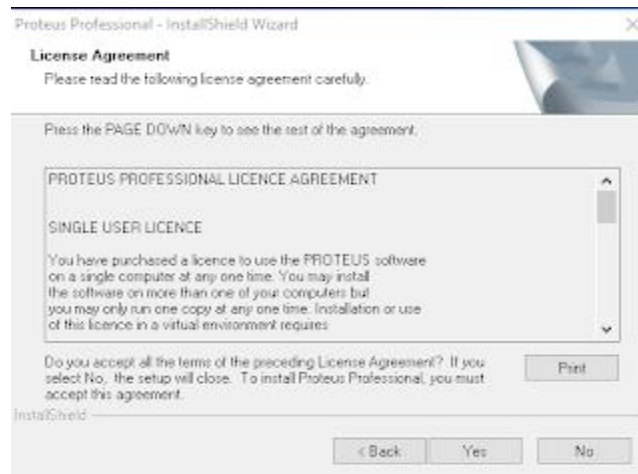 Proteus Professional - InstallShield Wizard
License Agreement
Please read the following license agreement carefully.
Press the PAGE DOWN key to see the rest of the agreement.
PROTEUS PROFESSIONAL LICENCE AGREEMENT
SINGLE USER LICENCE
You have purchased a licence to use the PROTEUS software
on a single computer at any one time. You may install
the software on more than one of your computers but
you may only run one copy at any one time. Installation or use
of this licence in a virtual environment requires
Do you accept all the terms of the preceding License Agreement? If you
select No, the setup will close. To install Proteus Professional, you must
accept this agreement.
Print
InstallShield
< Back
Yes
No